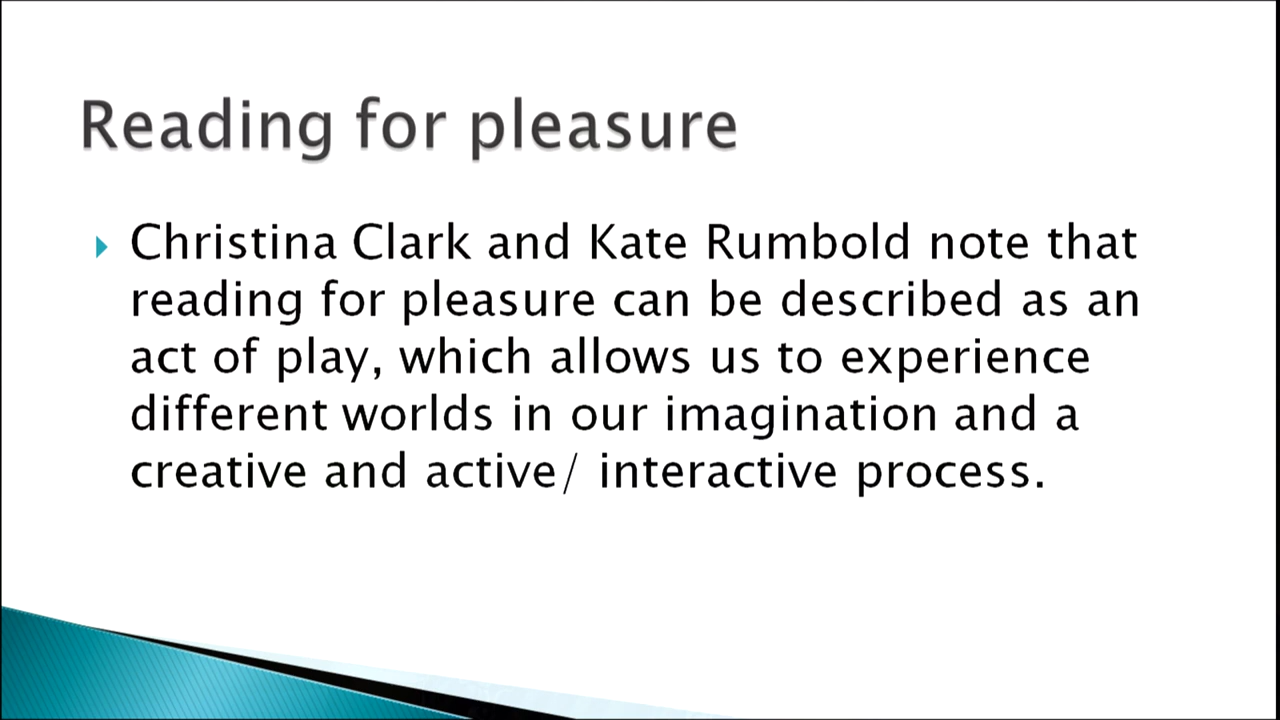 Reading for pleasure
Christina Clark and Kate Rumbold note that
reading for pleasure can be described as an
act of play, which allows us to experience
different worlds in our imagination and a
creative and active/ interactive process.